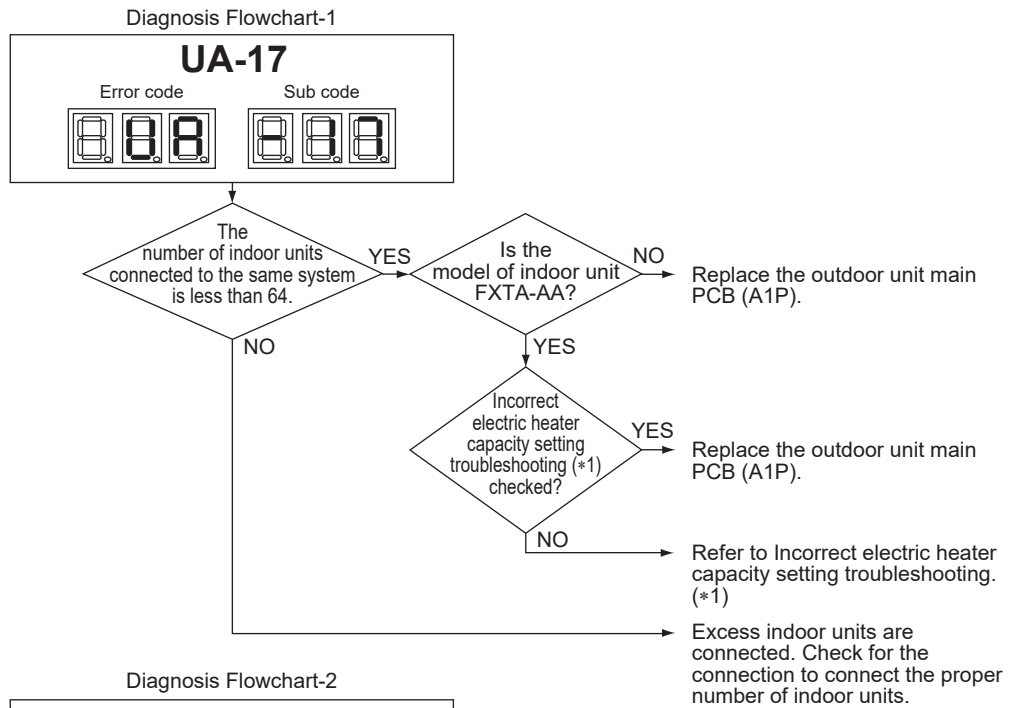 Diagnosis Flowchart-1
UA-17
Error code
Sub code
UA
-17
The
number of indoor units
connected to the same system
is less than 64.
YES
Is the
model of indoor unit
FXTA-AA?
NO
Replace the outdoor unit main
PCB (A1P).
NO
YES
Incorrect
electric heater
capacity setting
troubleshooting (*1)
checked?
YES
Replace the outdoor unit main
PCB (A1P).
NO
Refer to Incorrect electric heater
capacity setting troubleshooting.
(*1)
Excess indoor units are
connected. Check for the
connection to connect the proper
number of indoor units.
Diagnosis Flowchart-2